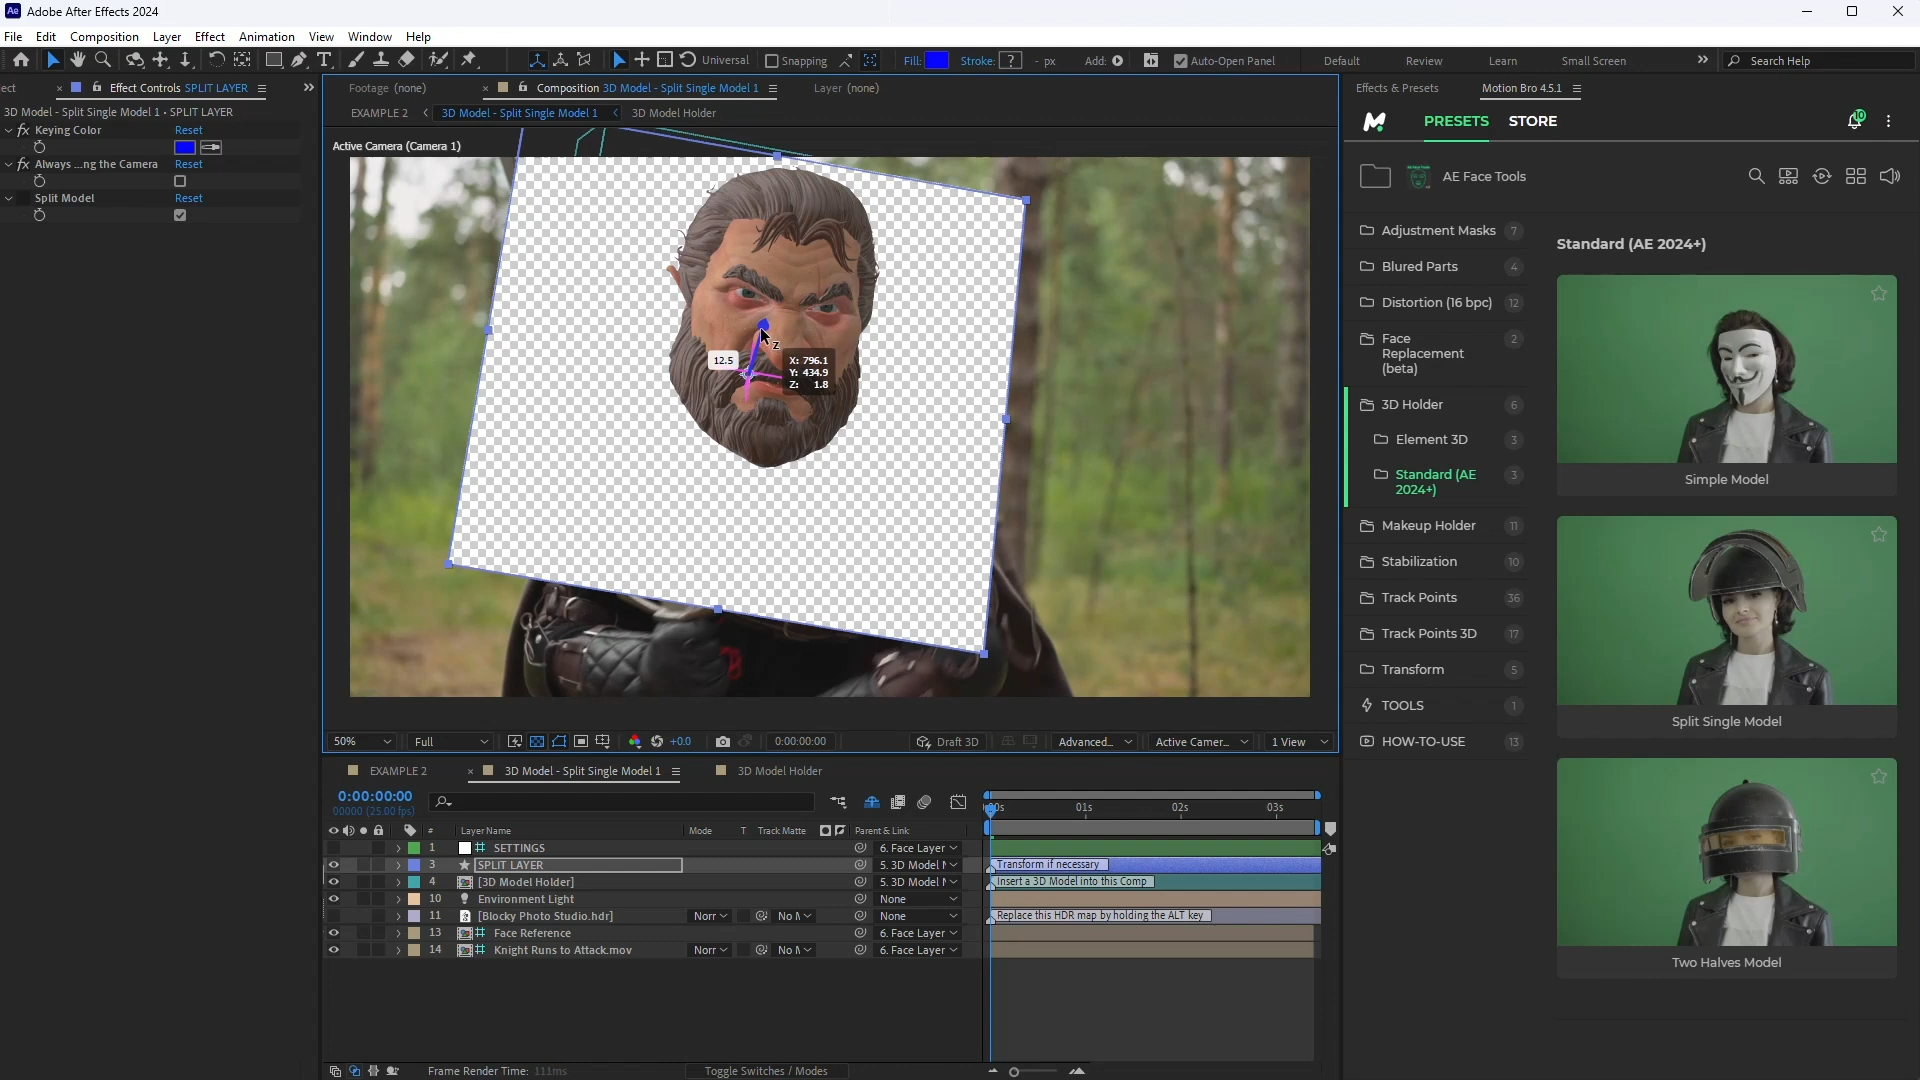 Ae Adobe After Effects 2024
File Edit Composition Layer Effect Animation Window Help
Universal Snapping Fill: Stroke: ? - px Add: Auto-Open Panel Default Review Learn Small Screen Search Help
ect × Effect Controls SPLIT LAYER
3D Model - Split Single Model 1 • SPLIT LAYER
fx Keying Color Reset
fx Always ...ng the Camera Reset
Split Model Reset
Footage (none) × Composition 3D Model - Split Single Model 1 Layer (none)
EXAMPLE 2 3D Model - Split Single Model 1 3D Model Holder
Active Camera (Camera 1)
12.5
z
X: 796.1
Y: 434.9
Z: 1.8
50% Full +0.0 0:00:00:00 Draft 3D Advanced... Active Camer... 1 View
EXAMPLE 2 × 3D Model - Split Single Model 1 3D Model Holder
0:00:00:00
00000 (25.00 fps)
01s 02s 03s
# Layer Name Mode T Track Matte Parent & Link
1 SETTINGS 6. Face Layer
3 SPLIT LAYER 5. 3D Model Transform if necessary
4 [3D Model Holder] 5. 3D Model Insert a 3D Model into this Comp
10 Environment Light None
11 [Blocky Photo Studio.hdr] Norr No None Replace this HDR map by holding the ALT key
13 Face Reference 6. Face Layer
14 Knight Runs to Attack.mov Norr No 6. Face Layer
Frame Render Time: 111ms Toggle Switches / Modes
Effects & Presets Motion Bro 4.5.1
PRESETS STORE 10
AE Face Tools
Adjustment Masks 7
Blured Parts 4
Distortion (16 bpc) 12
Face Replacement (beta) 2
3D Holder 6
Element 3D 3
Standard (AE 2024+) 3
Makeup Holder 11
Stabilization 10
Track Points 36
Track Points 3D 17
Transform 5
TOOLS 1
HOW-TO-USE 13
Standard (AE 2024+)
Simple Model
Split Single Model
Two Halves Model